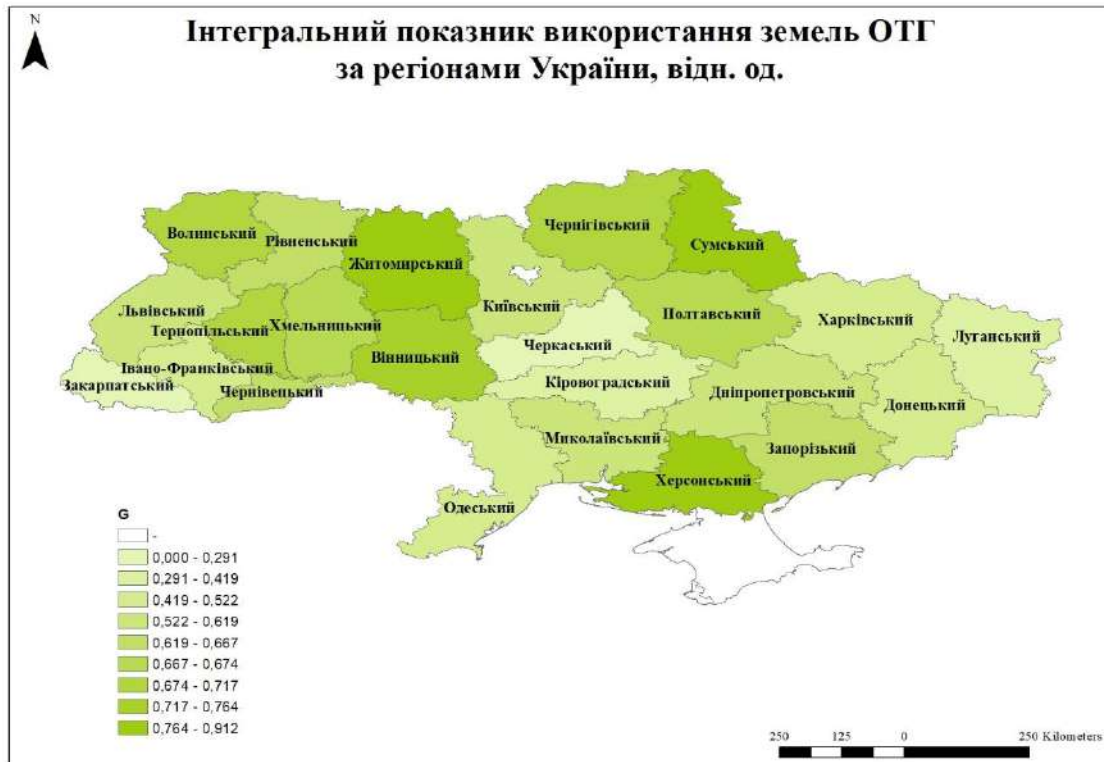 N
Інтегральний показник використання земель ОТГ
за регіонами України, відн. од.
Волинський
Рівненський
Житомирський
Чернігівський
Сумський
Київський
Львівський
Тернопільський
Хмельницький
Полтавський
Харківський
Луганський
Вінницький
Черкаський
Івано-Франківський
Закарпатський
Чернівецький
Кіровоградський
Дніпропетровський
Донецький
Миколаївський
Запорізький
Херсонський
Одеський
G
-
0,000 - 0,291
0,291 - 0,419
0,419 - 0,522
0,522 - 0,619
0,619 - 0,667
0,667 - 0,674
0,674 - 0,717
0,717 - 0,764
0,764 - 0,912
250 125 0 250 Kilometers